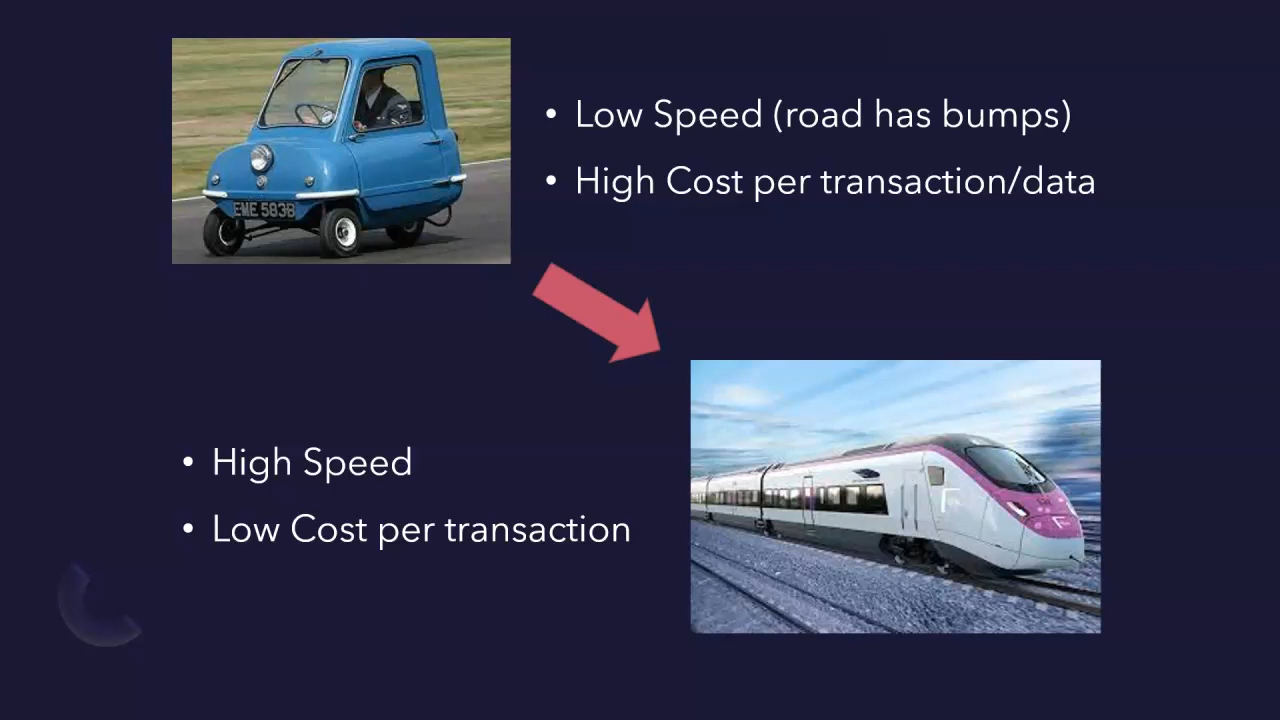 • Low Speed (road has bumps)
• High Cost per transaction/data
EME 583B
• High Speed
• Low Cost per transaction